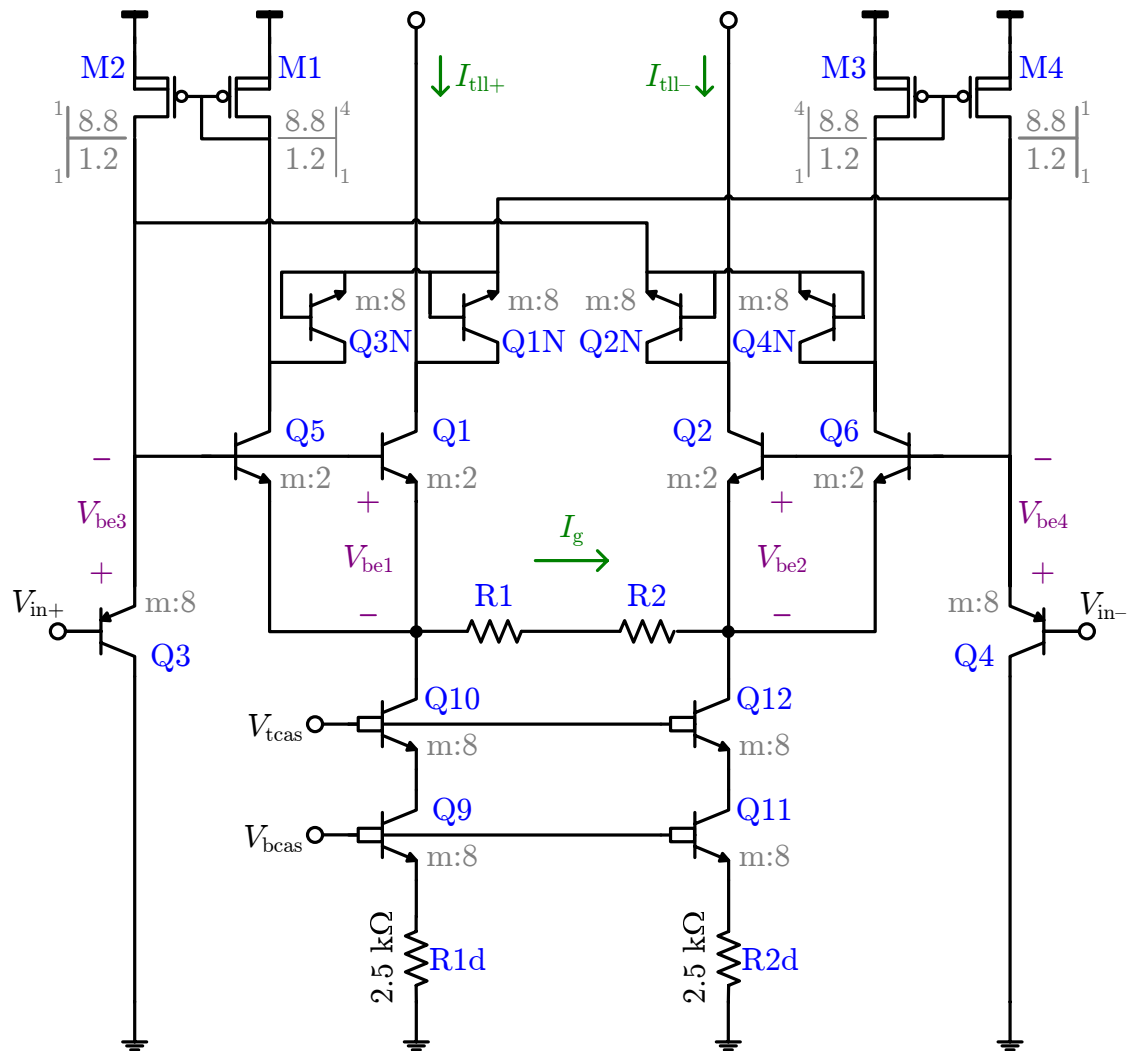 M2
M1
M3
M4
I_tll+
I_tll−
1
8.8
1.2
1
8.8
1.2
4
1
4
8.8
1.2
1
8.8
1.2
1
1
m:8
m:8
m:8
m:8
Q3N
Q1N
Q2N
Q4N
Q5
Q1
Q2
Q6
−
m:2
m:2
m:2
m:2
−
V_be3
+
+
V_be4
+
V_be1
I_g
V_be2
+
R1
R2
V_in+
m:8
−
−
m:8
V_in−
Q3
Q4
Q10
Q12
V_tcas
m:8
m:8
Q9
Q11
V_bcas
m:8
m:8
2.5 kΩ
R1d
2.5 kΩ
R2d